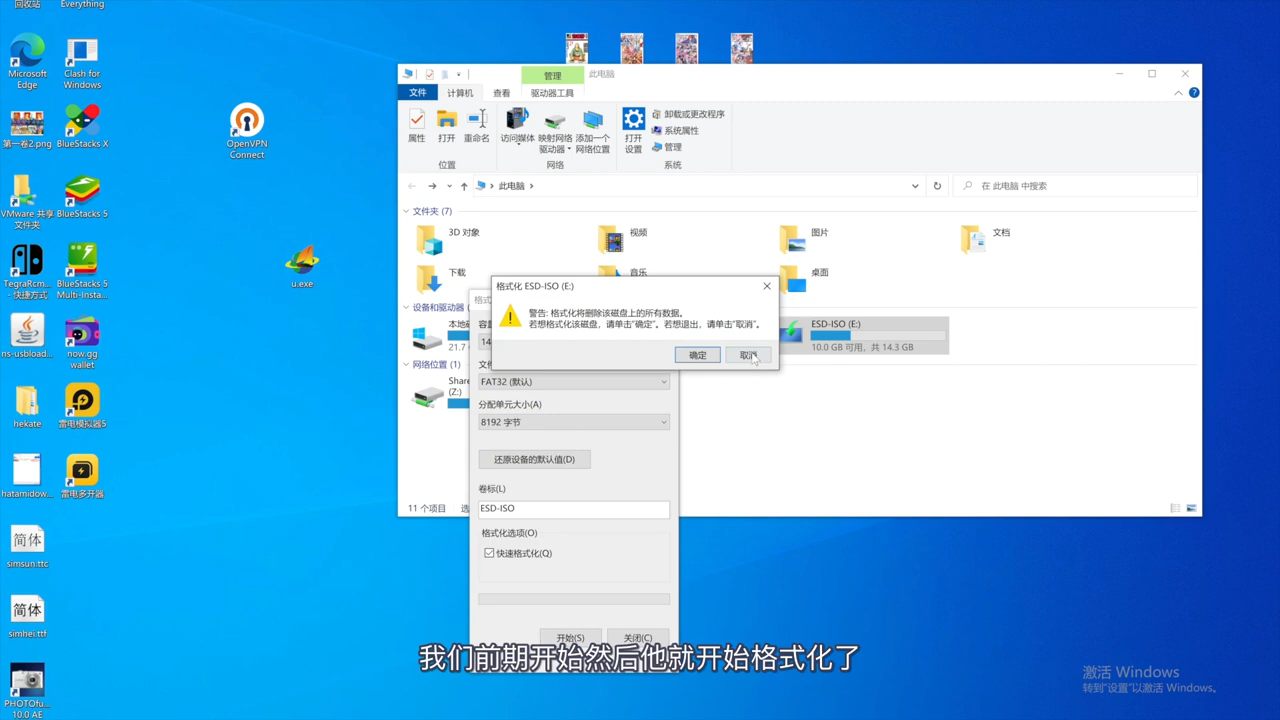 回收站
Everything
Microsoft
Edge
Clash for
Windows
第一卷2.png
BlueStacks X
OpenVPN
Connect
VMware 共享
文件夹
BlueStacks 5
TegraRcm...
- 快捷方式
BlueStacks 5
Multi-Insta...
u.exe
ns-usbload...
now.gg
wallet
hekate
雷电模拟器5
hatamidow...
雷电多开器
简体
simsun.ttc
简体
simhei.ttf
PHOTOfu...
10.0 AE
管理
此电脑
文件
计算机
查看
驱动器工具
属性
打开
重命名
访问媒体
映射网络
驱动器
添加一个
网络位置
打开
设置
卸载或更改程序
系统属性
管理
位置
网络
系统
此电脑
在 此电脑 中搜索
文件夹 (7)
3D 对象
视频
图片
文档
下载
音乐
桌面
设备和驱动器
本地磁
21.7
ESD-ISO (E:)
10.0 GB 可用，共 14.3 GB
网络位置 (1)
Share
(Z:)
11 个项目
格式化 ESD-ISO (E:)
警告: 格式化将删除该磁盘上的所有数据。
若想格式化该磁盘，请单击“确定”。若想退出，请单击“取消”。
确定
取消
格式
容量
14
文件
FAT32 (默认)
分配单元大小(A)
8192 字节
还原设备的默认值(D)
卷标(L)
ESD-ISO
格式化选项(O)
快速格式化(Q)
开始(S)
关闭(C)
我们前期开始然后他就开始格式化了
激活 Windows
转到“设置”以激活 Windows。